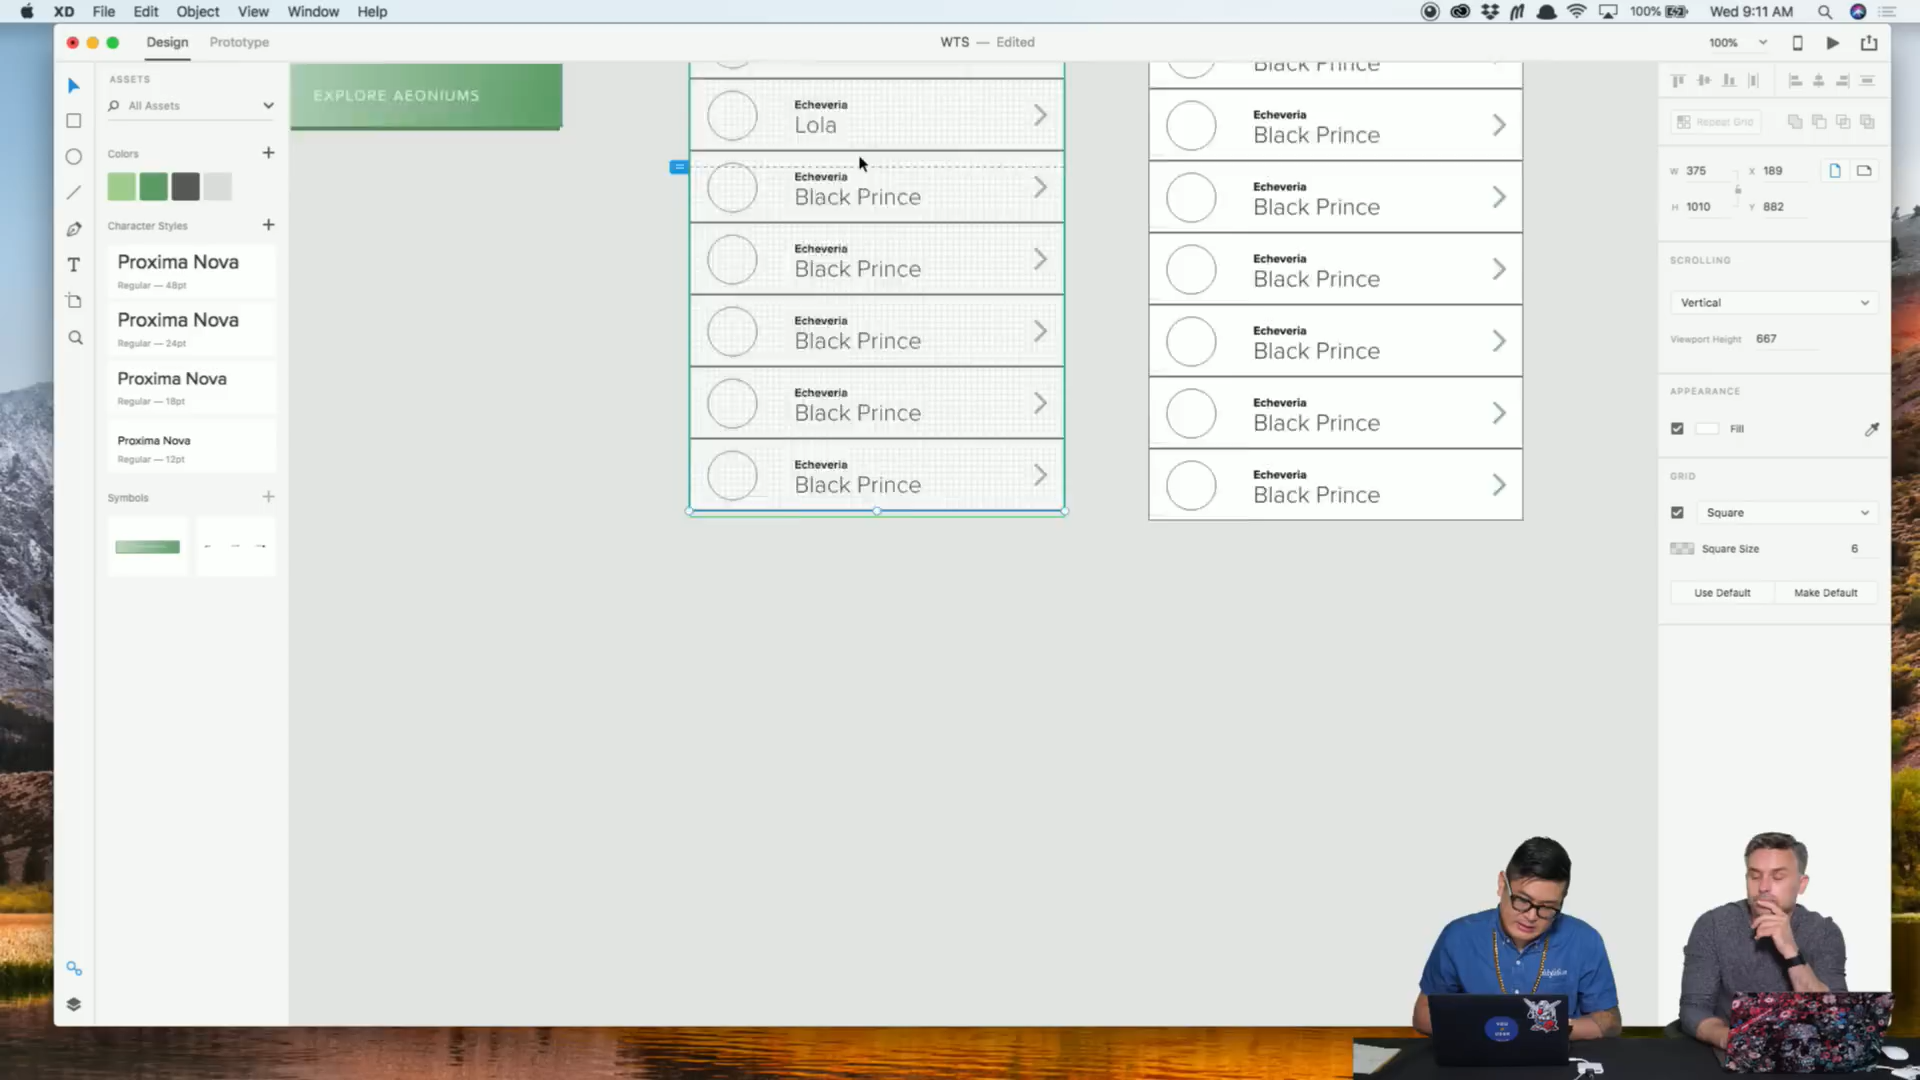 XD File Edit Object View Window Help
100% Wed 9:11 AM
Design Prototype
WTS — Edited
100%
ASSETS
All Assets
Colors
Character Styles
Proxima Nova
Regular — 48pt
Proxima Nova
Regular — 24pt
Proxima Nova
Regular — 18pt
Proxima Nova
Regular — 12pt
Symbols
EXPLORE AEONIUMS
Echeveria
Lola
Echeveria
Black Prince
Echeveria
Black Prince
Echeveria
Black Prince
Echeveria
Black Prince
Echeveria
Black Prince
Black Prince
Echeveria
Black Prince
Echeveria
Black Prince
Echeveria
Black Prince
Echeveria
Black Prince
Echeveria
Black Prince
Echeveria
Black Prince
Repeat Grid
W 375 X 189
H 1010 Y 882
SCROLLING
Vertical
Viewport Height 667
APPEARANCE
Fill
GRID
Square
Square Size 6
Use Default Make Default